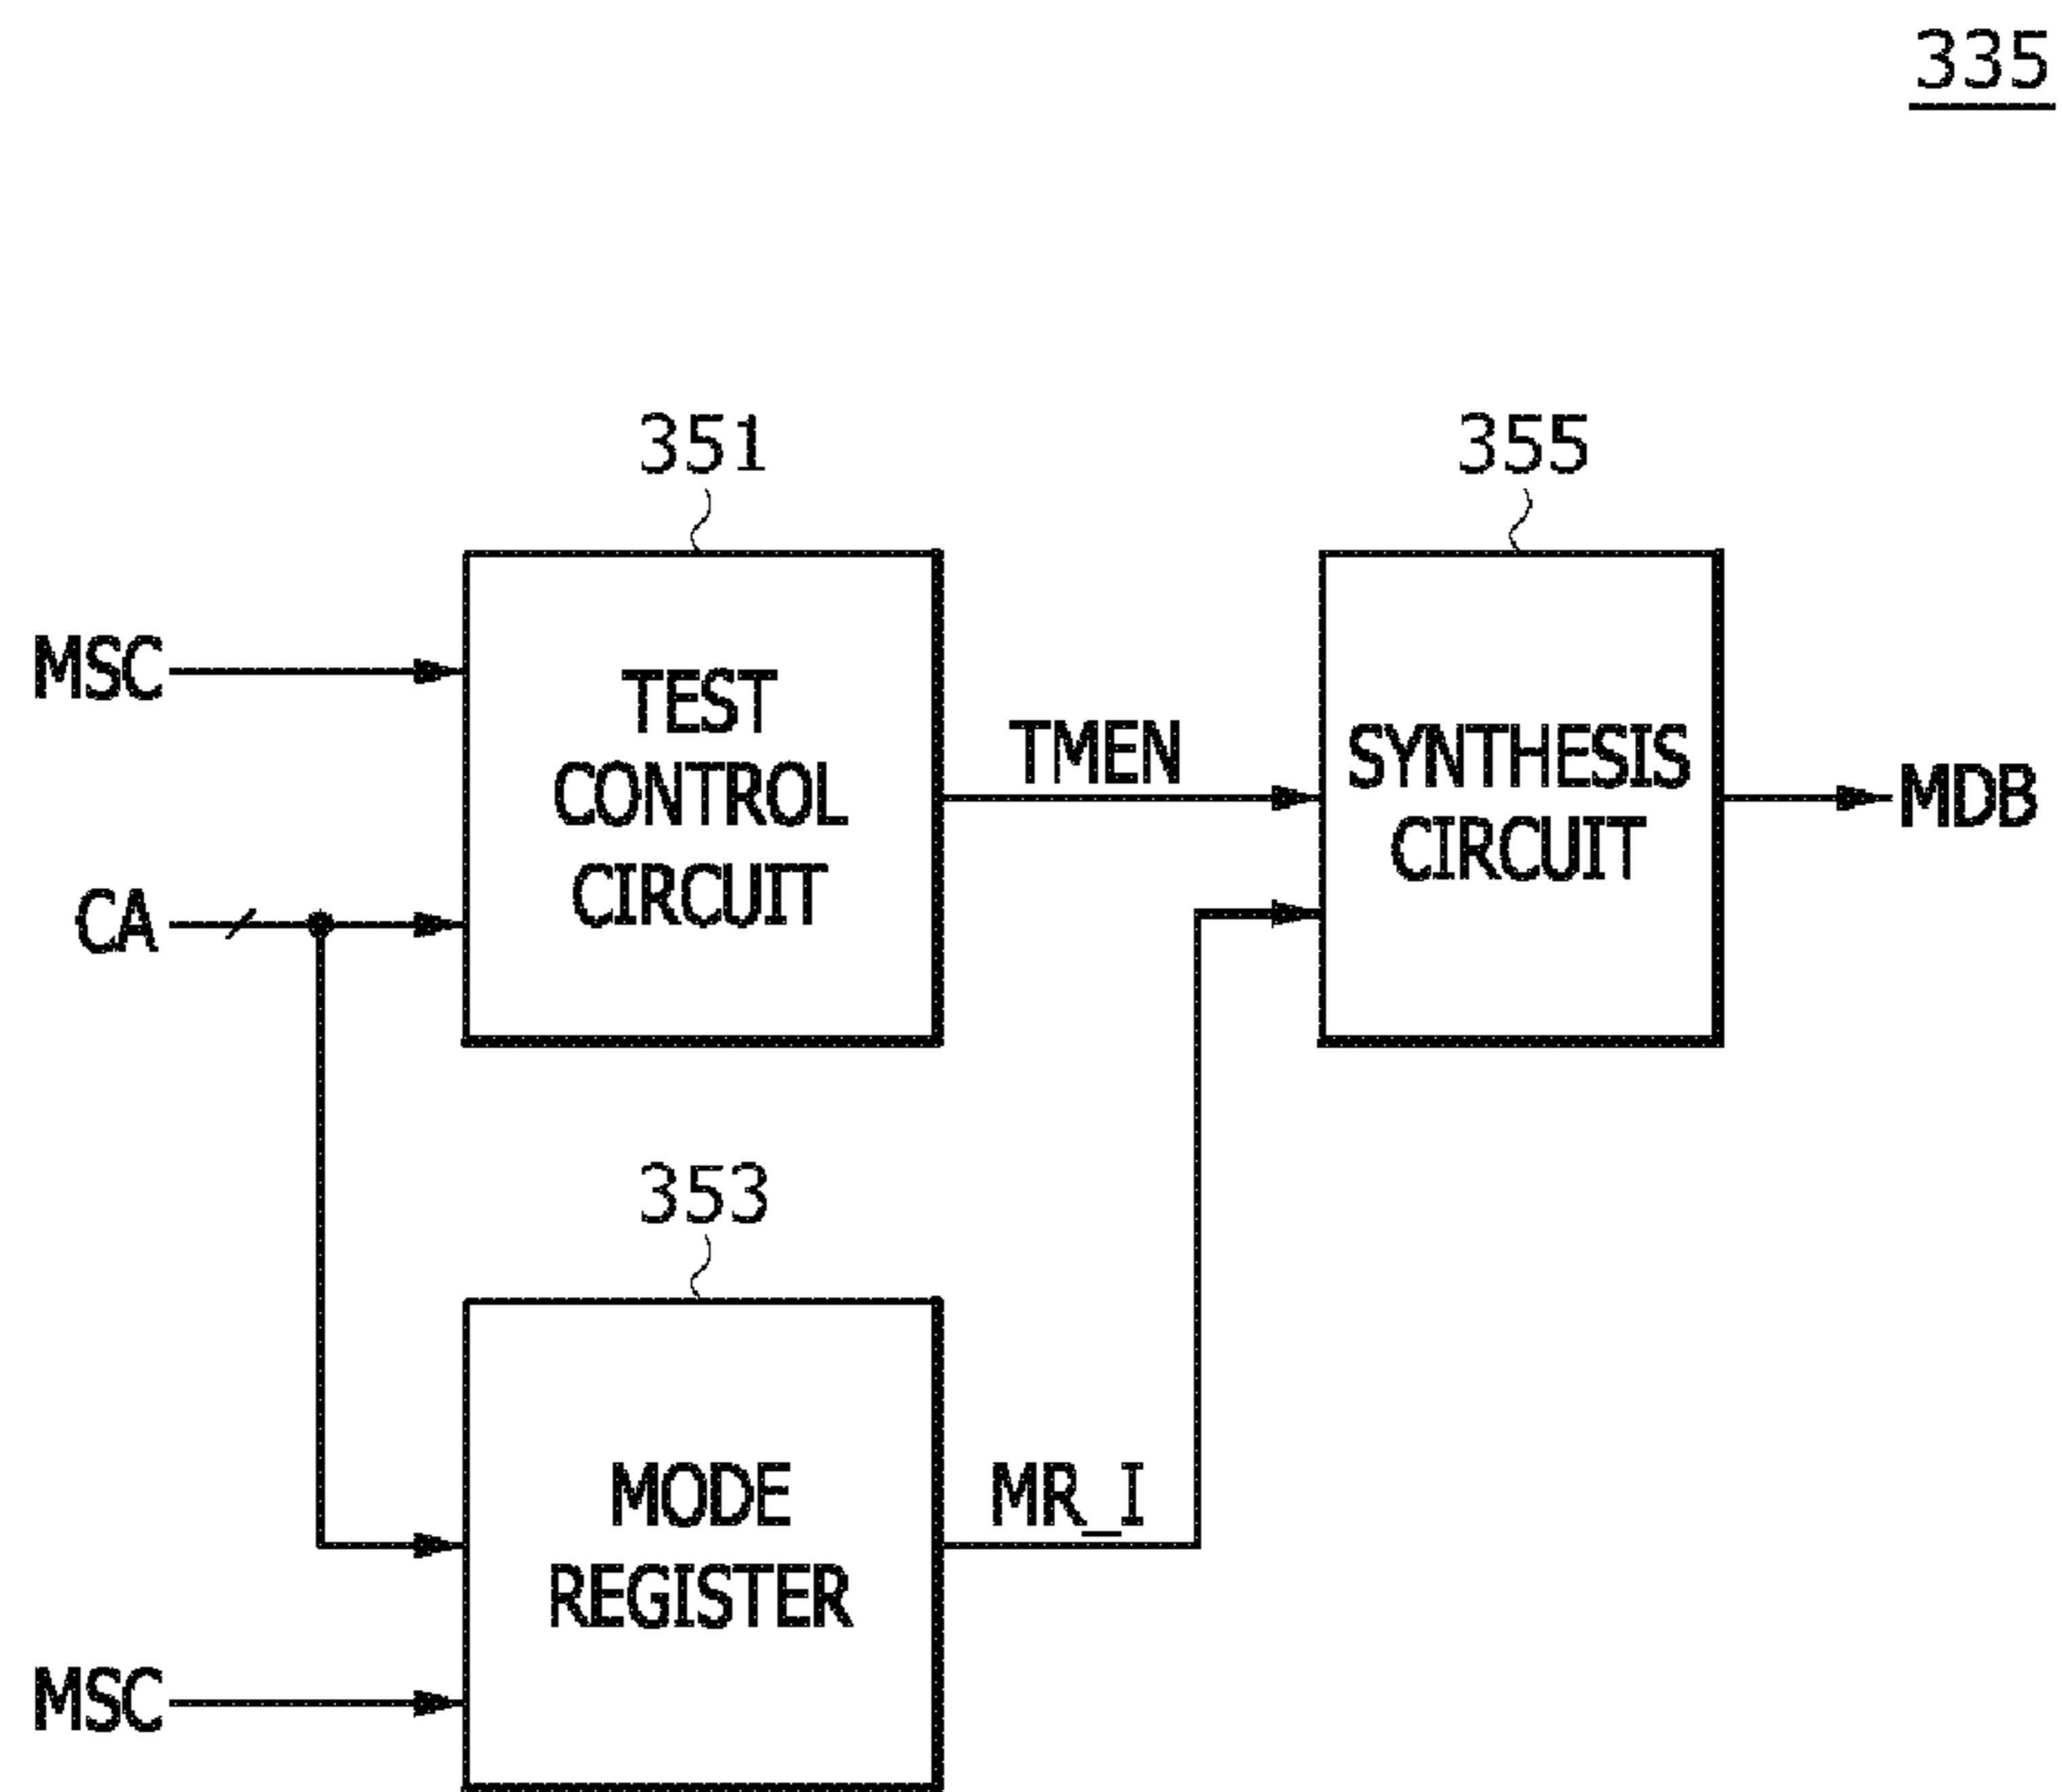 335
351
355
MSC
TEST
CONTROL
CIRCUIT
TMEN
SYNTHESIS
CIRCUIT
MDB
CA
353
MODE
REGISTER
MR_I
MSC